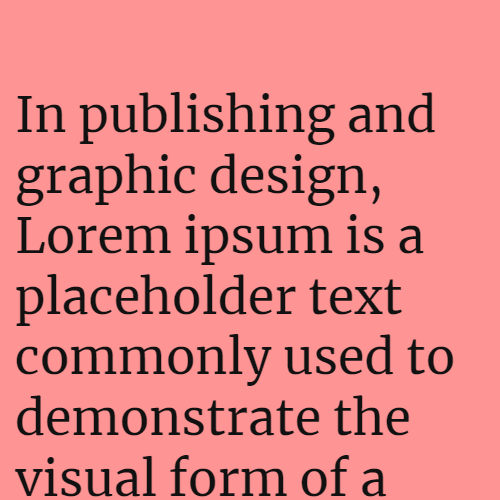 In publishing and
graphic design,
Lorem ipsum is a
placeholder text
commonly used to
demonstrate the
visual form of a